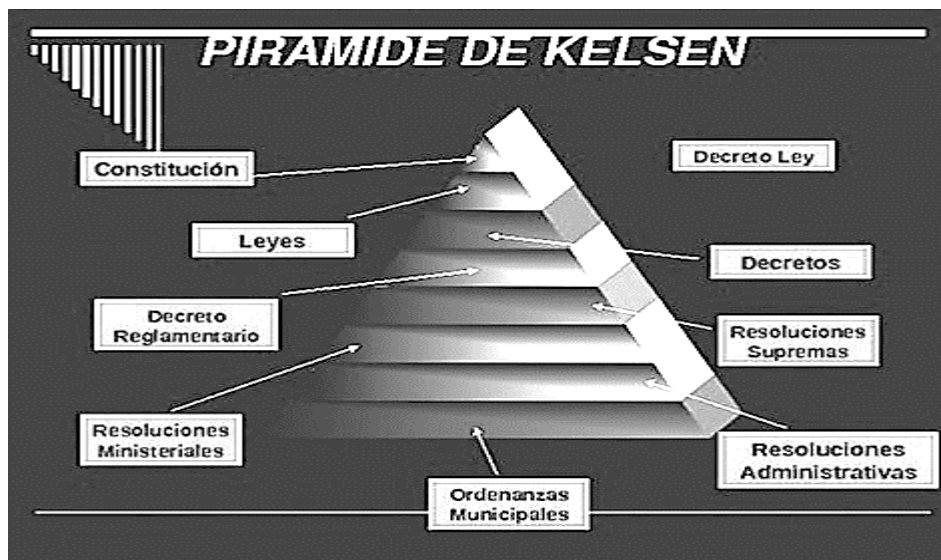 PIRAMIDE DE KELSEN
Constitución
Decreto Ley
Leyes
Decretos
Decreto
Reglamentario
Resoluciones
Supremas
Resoluciones
Ministeriales
Resoluciones
Administrativas
Ordenanzas
Municipales